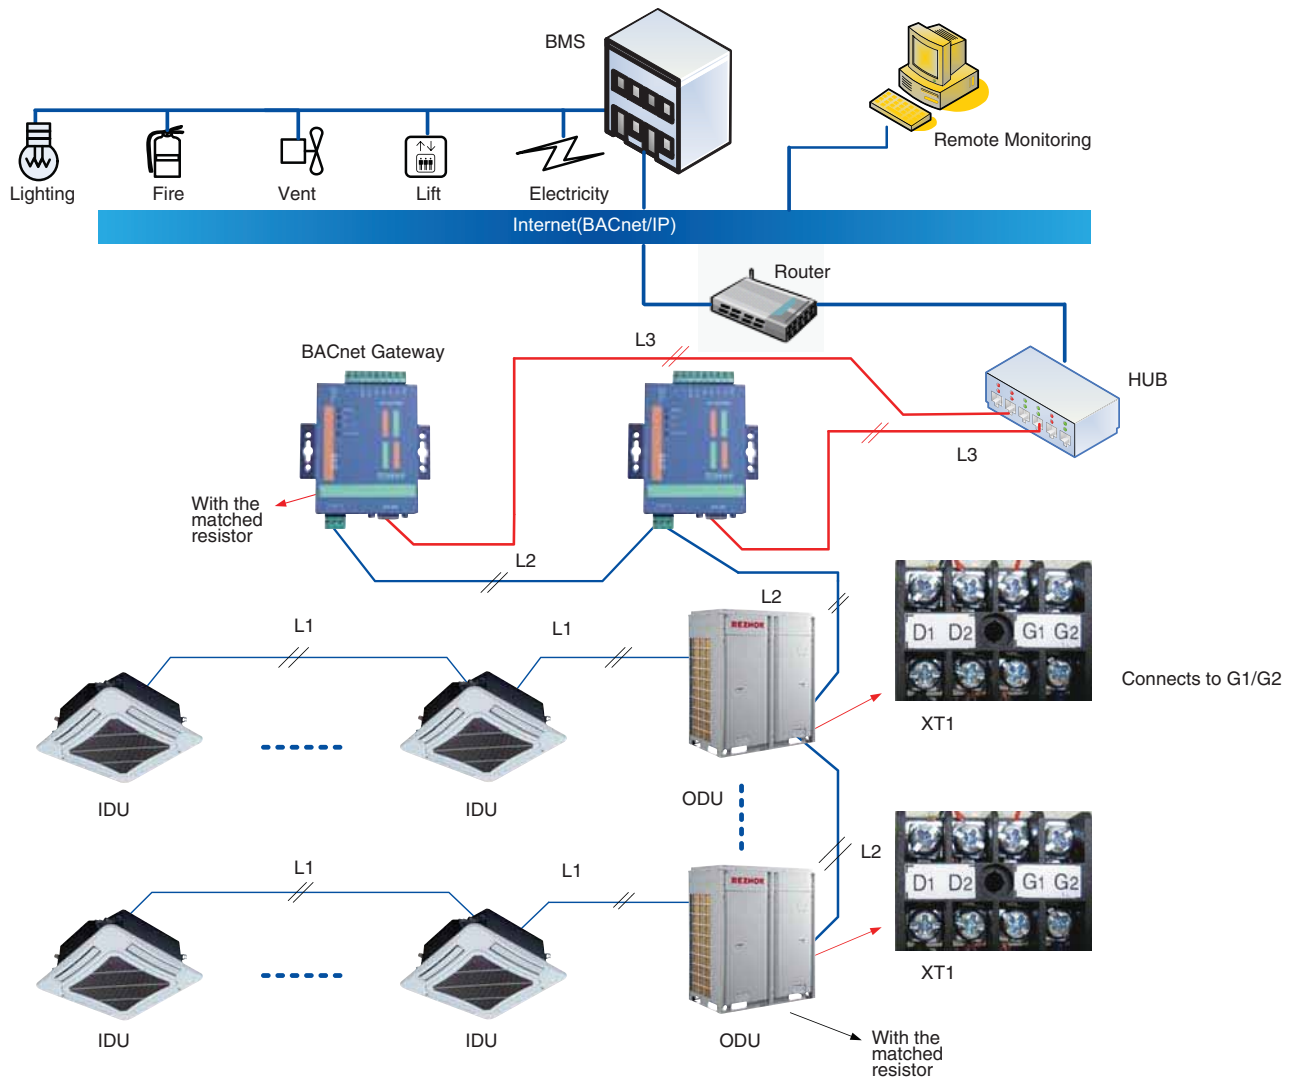 BMS
Remote Monitoring
Lighting
Fire
Vent
Lift
Electricity
Internet(BACnet/IP)
Router
L3
BACnet Gateway
HUB
L3
With the
matched
resistor
L2
L2
L1
L1
REZNOR
D1 D2 G1 G2
Connects to G1/G2
XT1
IDU
IDU
ODU
L2
L1
L1
REZNOR
D1 D2 G1 G2
XT1
IDU
IDU
ODU
With the
matched
resistor